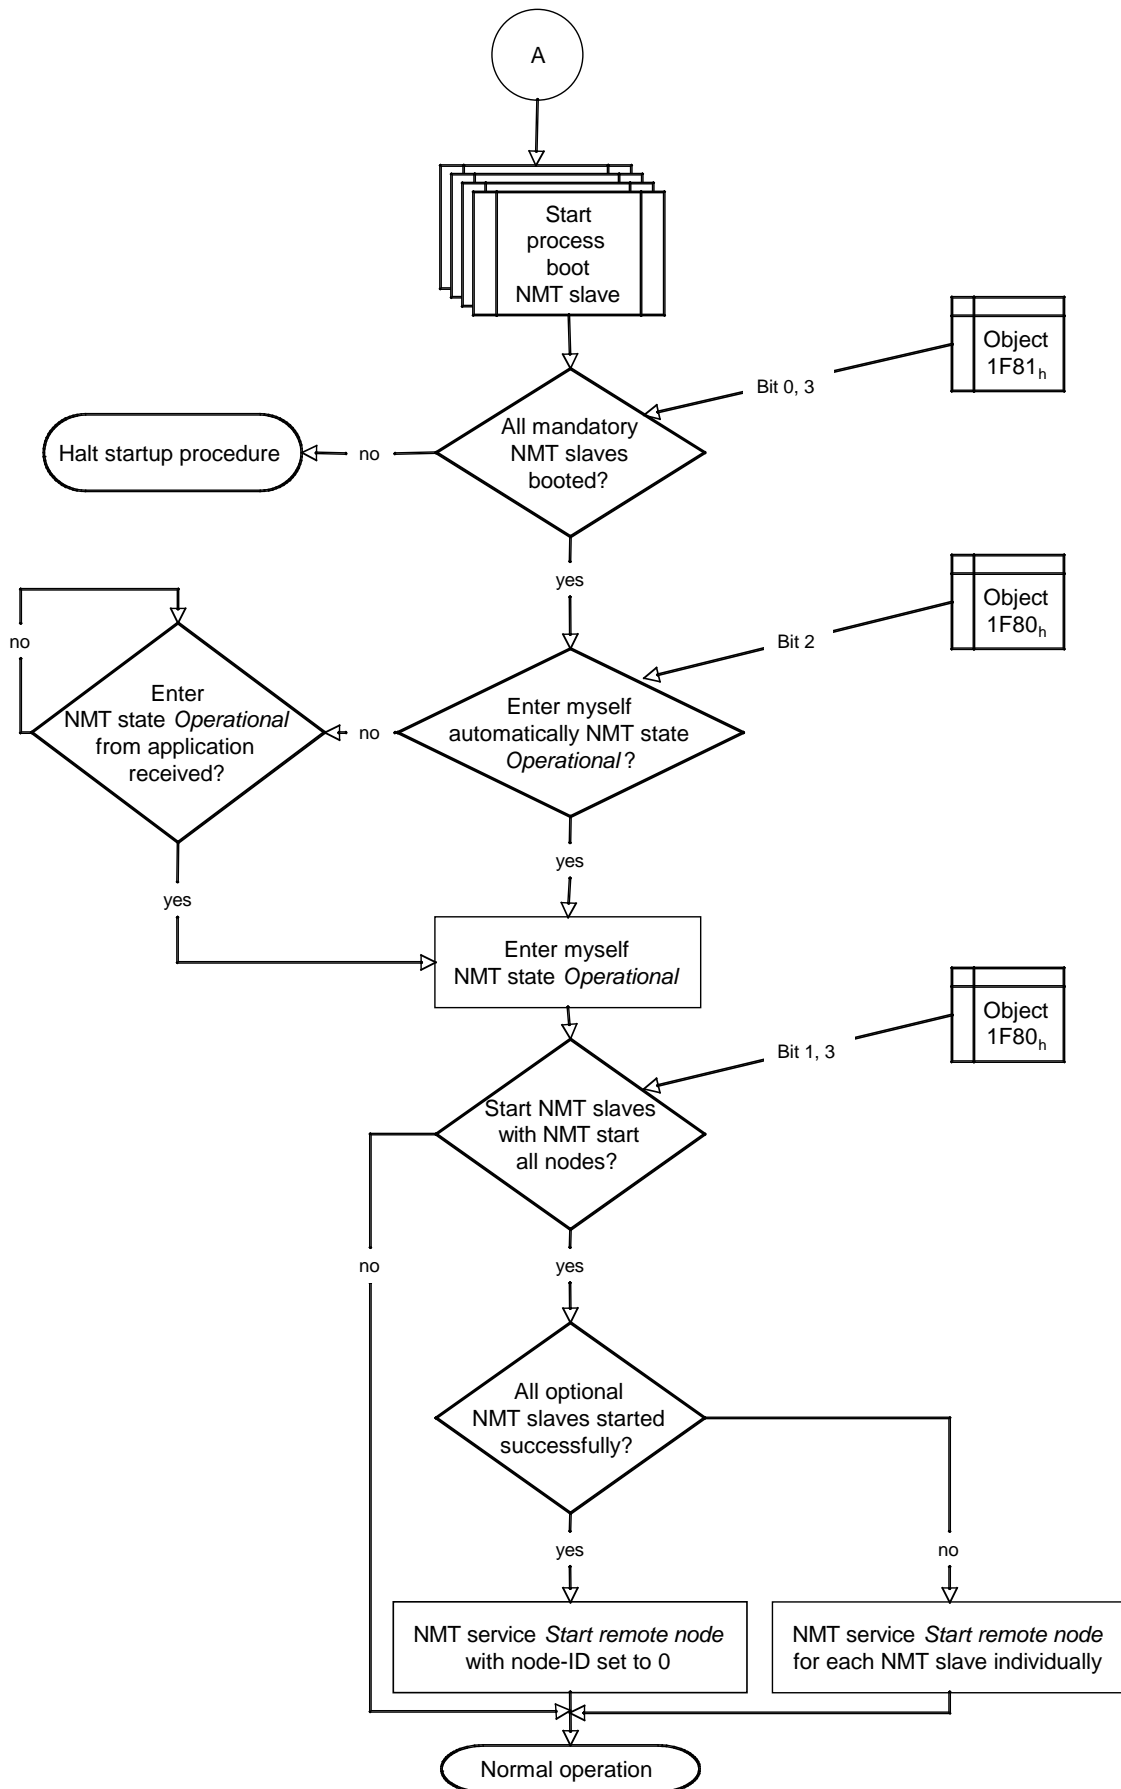 A
Start
process
boot
NMT slave
Object
1F81h
Bit 0, 3
All mandatory
NMT slaves
booted?
no
Halt startup procedure
yes
Object
1F80h
Bit 2
no
Enter
NMT state Operational
from application
received?
no
Enter myself
automatically NMT state
Operational?
yes
yes
Enter myself
NMT state Operational
Object
1F80h
Bit 1, 3
Start NMT slaves
with NMT start
all nodes?
no
yes
All optional
NMT slaves started
successfully?
yes
no
NMT service Start remote node
with node-ID set to 0
NMT service Start remote node
for each NMT slave individually
Normal operation